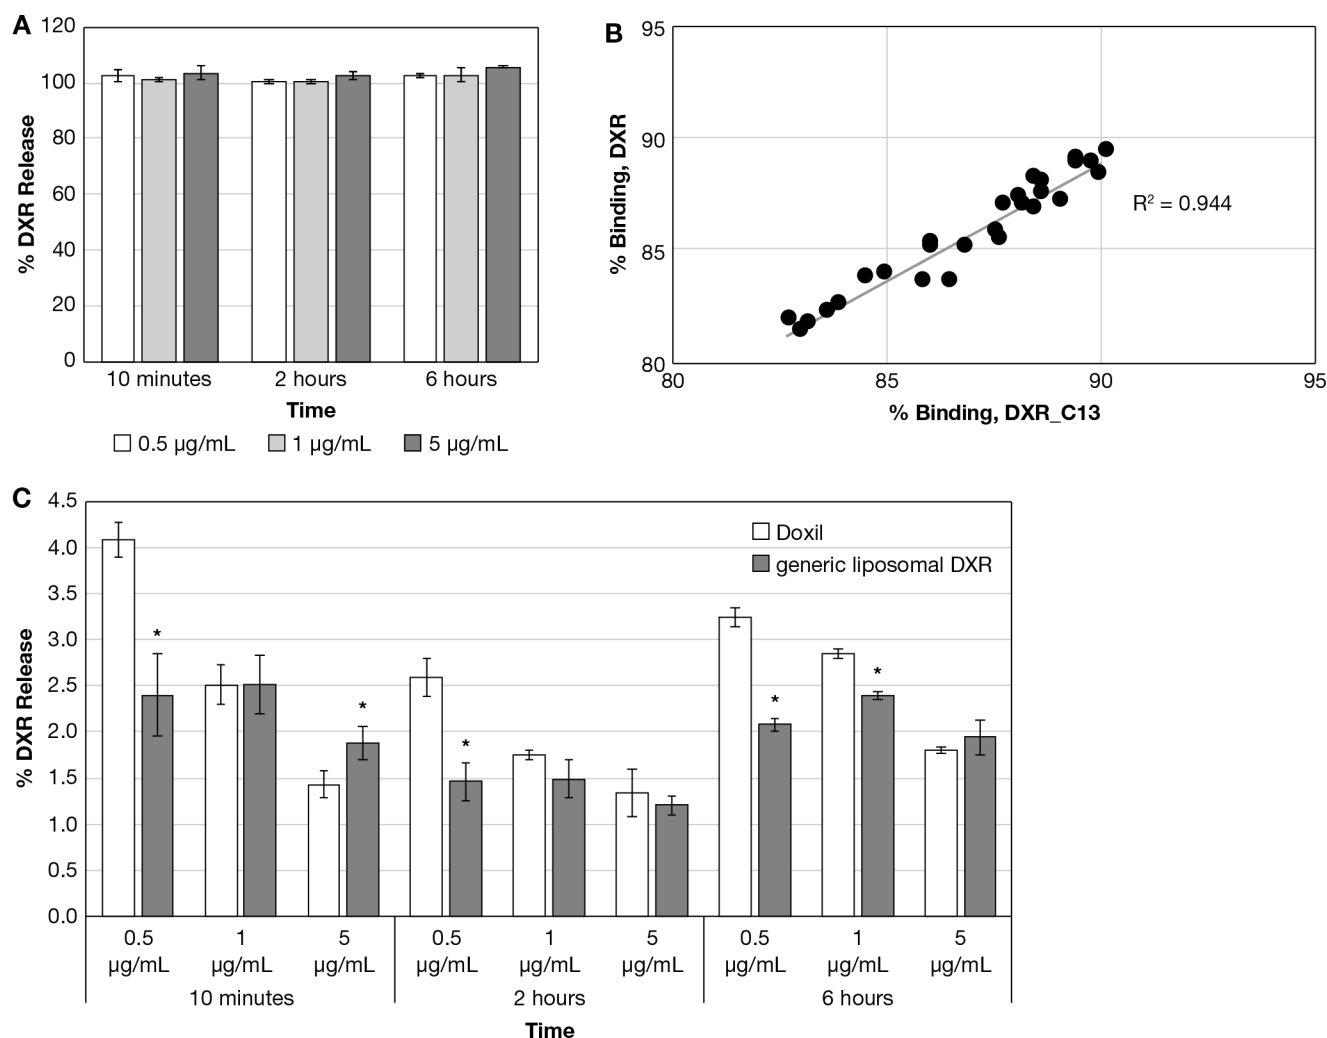 A
120
100
80
60
40
20
0
% DXR Release
10 minutes 2 hours 6 hours
Time
0.5 µg/mL 1 µg/mL 5 µg/mL
B
95
90
85
80
% Binding, DXR
R² = 0.944
80 85 90 95
% Binding, DXR_C13
C
4.5
4.0
3.5
3.0
2.5
2.0
1.5
1.0
0.5
0.0
% DXR Release
Doxil
generic liposomal DXR
* * * * *
0.5 1 5 0.5 1 5 0.5 1 5
µg/mL µg/mL µg/mL µg/mL µg/mL µg/mL µg/mL µg/mL µg/mL
10 minutes 2 hours 6 hours
Time